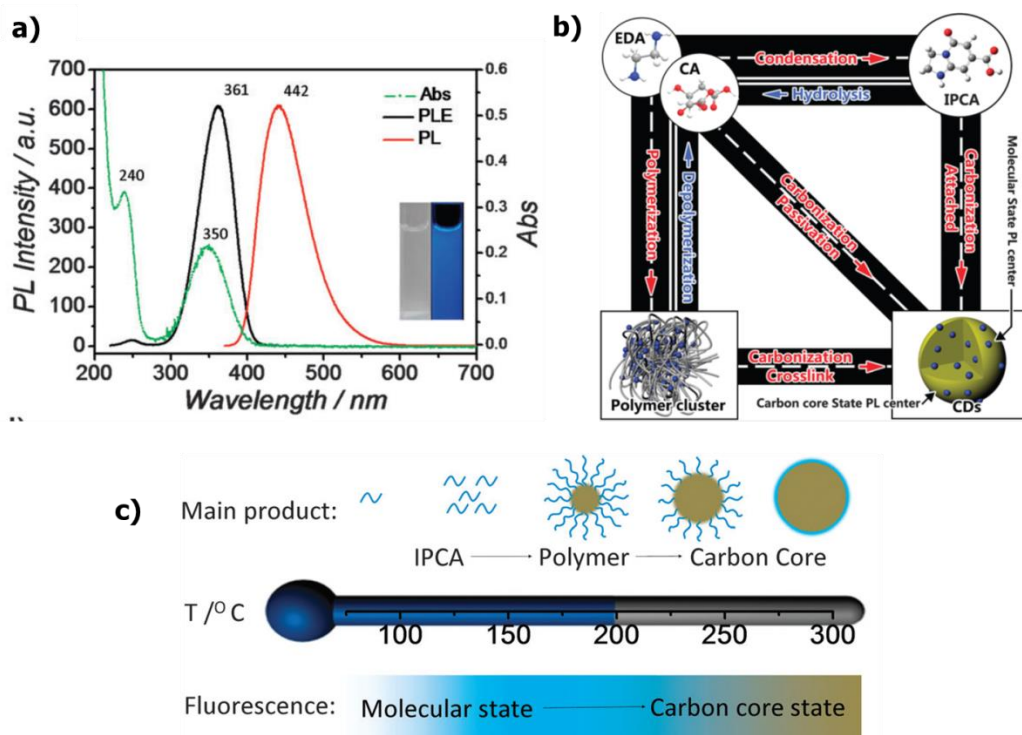 a)
700
600
500
400
300
200
100
0
PL Intensity / a.u.
240
350
361
442
Abs
PLE
PL
0.6
0.5
0.4
0.3
0.2
0.1
0.0
Abs
200 300 400 500 600 700
Wavelength / nm
b)
EDA
CA
Condensation
Hydrolysis
IPCA
Polymerization
Depolymerization
Carbonization
Passivation
Carbonization
Attached
Molecular State PL center
Carbonization
Crosslink
Polymer cluster
Carbon core State PL center
CDs
c)
Main product:
IPCA Polymer Carbon Core
T /°C
100 150 200 250 300
Fluorescence: Molecular state Carbon core state